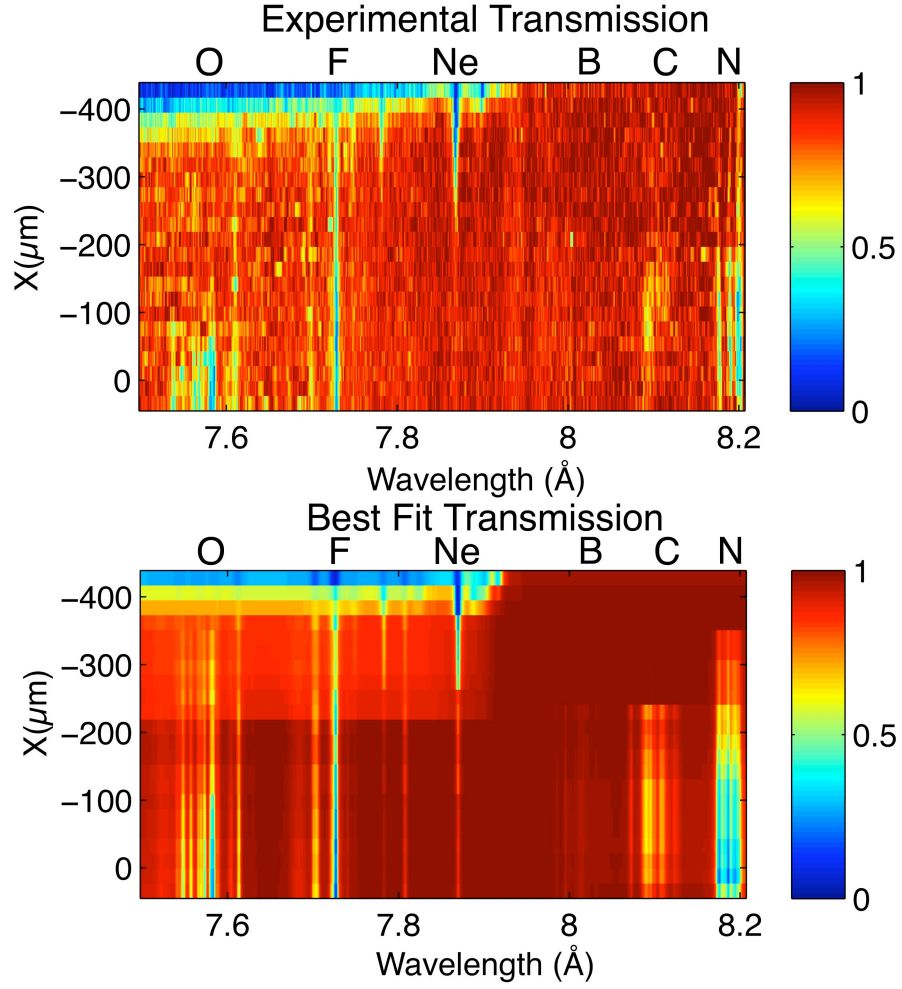 Experimental Transmission
O F Ne B C N
X(μm)
−400
−300
−200
−100
0
7.6 7.8 8 8.2
Wavelength (Å)
1
0.5
0
Best Fit Transmission
O F Ne B C N
X(μm)
−400
−300
−200
−100
0
7.6 7.8 8 8.2
Wavelength (Å)
1
0.5
0